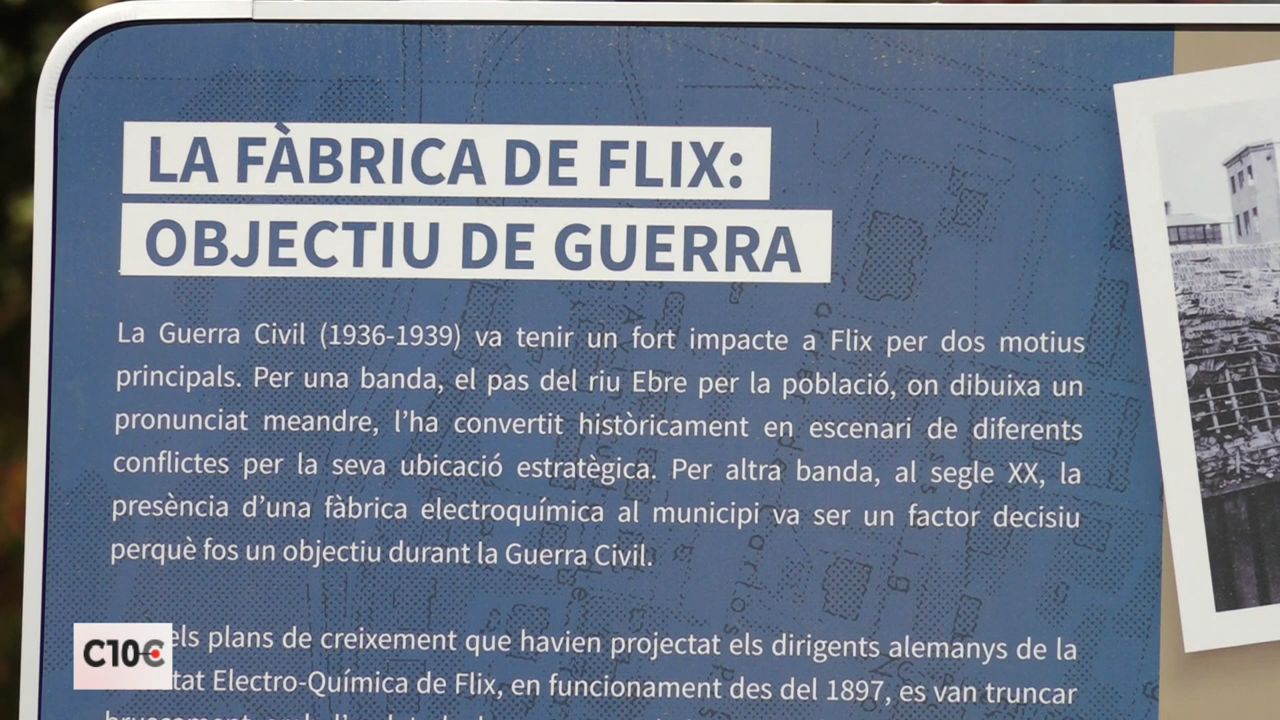 LA FÀBRICA DE FLIX:
OBJECTIU DE GUERRA
La Guerra Civil (1936-1939) va tenir un fort impacte a Flix per dos motius
principals. Per una banda, el pas del riu Ebre per la població, on dibuixa un
pronunciat meandre, l’ha convertit històricament en escenari de diferents
conflictes per la seva ubicació estratègica. Per altra banda, al segle XX, la
presència d’una fàbrica electroquímica al municipi va ser un factor decisiu
perquè fos un objectiu durant la Guerra Civil.
els plans de creixement que havien projectat els dirigents alemanys de la
Electro-Química de Flix, en funcionament des del 1897, es van truncar
C10C